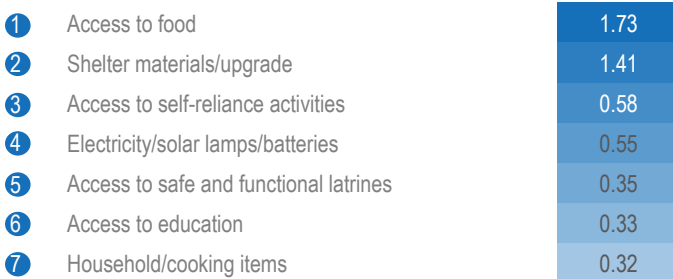 1 Access to food 1.73
2 Shelter materials/upgrade 1.41
3 Access to self-reliance activities 0.58
4 Electricity/solar lamps/batteries 0.55
5 Access to safe and functional latrines 0.35
6 Access to education 0.33
7 Household/cooking items 0.32